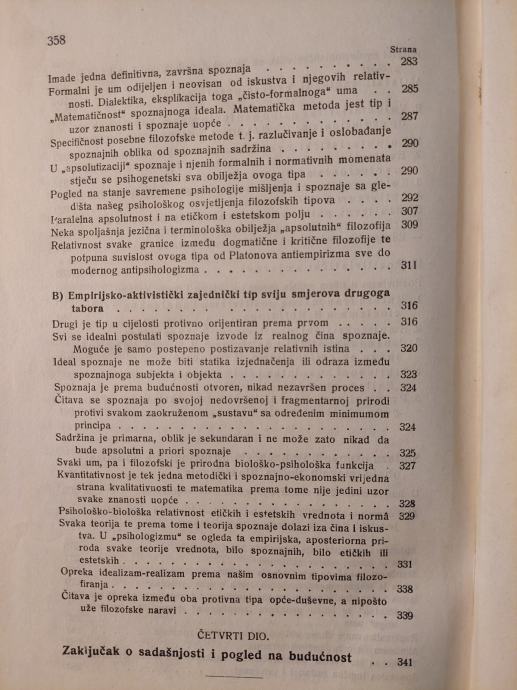 358
Strana
Imade jedna definitivna, završna spoznaja . . . . . . . . . 283
Formalni je um odijeljen i neovisan od iskustva i njegovih relativ-
nosti. Dialektika, eksplikacija toga „čisto-formalnoga“ uma . . 285
„Matematičnost“ spoznajnoga ideala. Matematička metoda jest tip i
uzor znanosti i spoznaje uopće . . . . . . . . . . . . 287
Specifičnost posebne filozofske metode t. j. razlučivanje i oslobađanje
spoznajnih oblika od spoznajnih sadržina . . . . . . . . 290
U „apsolutizaciji“ spoznaje i njenih formalnih i normativnih momenata
stječu se psihogenetski sva obilježja ovoga tipa . . . . . . 290
Pogled na stanje savremene psihologije mišljenja i spoznaje sa gle-
dišta našeg psihološkog osvjetljenja filozofskih tipova . . . . 292
Paralelna apsolutnost i na etičkom i estetskom polju . . . . . . 307
Neka spoljašnja jezična i terminološka obilježja „apsolutnih“ filozofija 309
Relativnost svake granice između dogmatične i kritične filozofije te
potpuna suvislost ovoga tipa od Platonova antiempirizma sve do
modernog antipsihologizma . . . . . . . . . . . . . 311
B) Empirijsko-aktivistički zajednički tip sviju smjerova drugoga
tabora . . . . . . . . . . . . . . . . . . . 316
Drugi je tip u cijelosti protivno orijentiran prema prvom . . . . . 316
Svi se idealni postulati spoznaje izvode iz realnog čina spoznaje.
Moguće je samo postepeno postizavanje relativnih istina . . . 320
Ideal spoznaje ne može biti statika izjednačenja ili odraza između
spoznajnoga subjekta i objekta . . . . . . . . . . . . 323
Spoznaja je prema budućnosti otvoren, nikad nezavršen proces . . 324
Čitava se spoznaja po svojoj nedovršenoj i fragmentarnoj prirodi
protivi svakom zaokruženom „sustavu“ sa određenim minimumom
principa . . . . . . . . . . . . . . . . . . . 324
Sadržina je primarna, oblik je sekundaran i ne može zato nikad da
bude apsolutni a priori spoznaje . . . . . . . . . . . 325
Svaki um, pa i filozofski je prirodna biološko-psihološka funkcija . 327
Kvantitativnost je tek jedna metodički i spoznajno-ekonomski vrijedna
strana kvalitativnosti te matematika prema tome nije jedini uzor
svake znanosti uopće . . . . . . . . . . . . . . . 328
Psihološko-biološka relativnost etičkih i estetskih vrednota i normâ 329
Svaka teorija te prema tome i teorija spoznaje dolazi iza čina i iskus-
tva. U „psihologizmu“ se ogleda ta empirijska, aposteriorna pri-
roda svake teorije vrednota, bilo spoznajnih, bilo etičkih ili
estetskih . . . . . . . . . . . . . . . . . . . 331
Opreka idealizam-realizam prema našim osnovnim tipovima filozo-
firanja . . . . . . . . . . . . . . . . . . . . 338
Čitava je opreka između oba protivna tipa opće-duševne, a nipošto
uže filozofske naravi . . . . . . . . . . . . . . . 339
ČETVRTI DIO.
Zaključak o sadašnjosti i pogled na budućnost . . 341